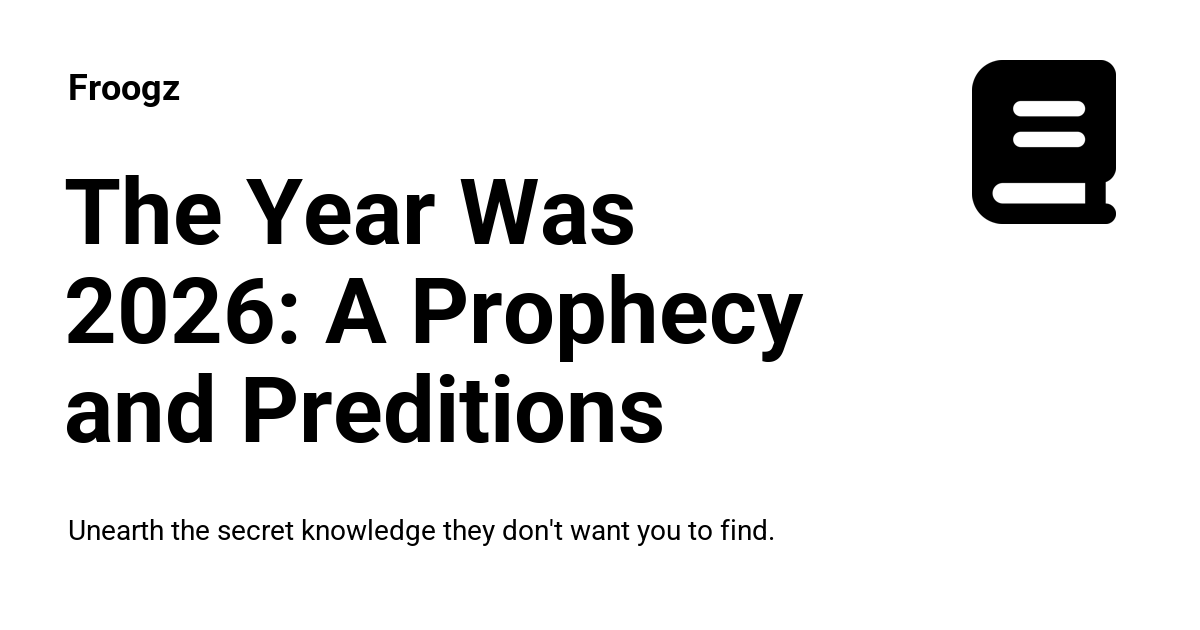 Froogz
The Year Was
2026: A Prophecy
and Preditions
Unearth the secret knowledge they don't want you to find.